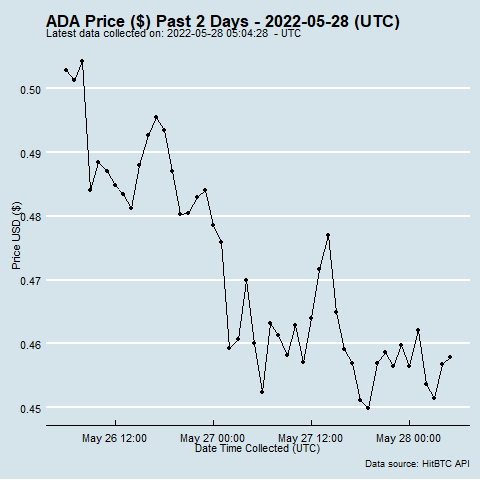 ADA Price ($) Past 2 Days - 2022-05-28 (UTC)
Latest data collected on: 2022-05-28 05:04:28  - UTC
0.50
0.49
0.48
0.47
0.46
0.45
Price USD ($)
May 26 12:00
May 27 00:00
May 27 12:00
May 28 00:00
Date Time Collected (UTC)
Data source: HitBTC API